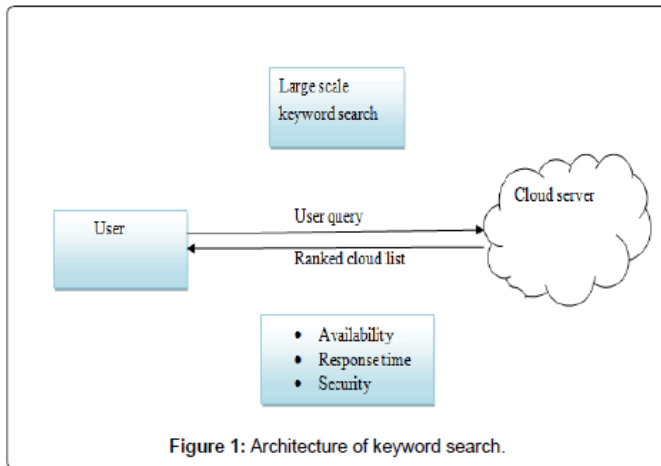 Large scale
keyword search
Cloud server
User
User query
Ranked cloud list
• Availability
• Response time
• Security
Figure 1: Architecture of keyword search.